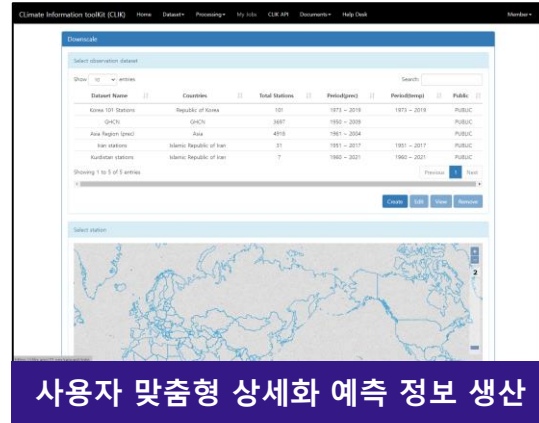 CLimate Information toolKit (CLIK) Home Dataset Processing My Jobs CLIK API Documents Help Desk Member
Downscale
Select observation dataset
Show 10 entries Search:
Dataset Name Countries Total Stations Period(prec) Period(temp) Public
Korea 101 Stations Republic of Korea 101 1973 ~ 2019 1973 ~ 2019 PUBLIC
GHCN GHCN 3697 1950 ~ 2009 PUBLIC
Asia Region (prec) Asia 4918 1961 ~ 2004 PUBLIC
Iran stations Islamic Republic of Iran 31 1951 ~ 2017 1951 ~ 2017 PUBLIC
Kurdistan stations Islamic Republic of Iran 7 1960 ~ 2021 1960 ~ 2021 PUBLIC
Showing 1 to 5 of 5 entries Previous 1 Next
Create Edit View Remove
Select station
2
사용자 맞춤형 상세화 예측 정보 생산